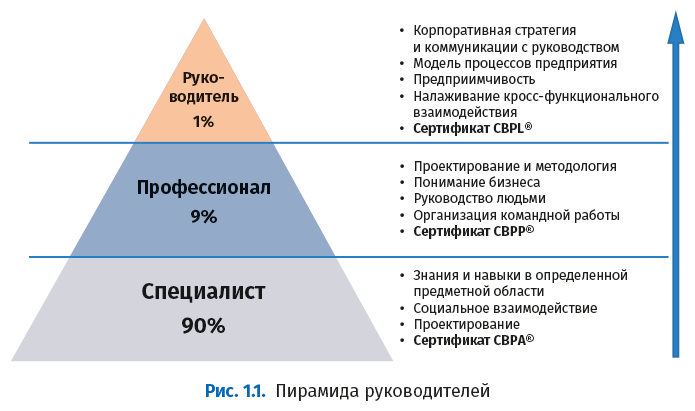 Руко-
водитель
1%
• Корпоративная стратегия
и коммуникации с руководством
• Модель процессов предприятия
• Предприимчивость
• Налаживание кросс-функционального
взаимодействия
• Сертификат CBPL®
Профессионал
9%
• Проектирование и методология
• Понимание бизнеса
• Руководство людьми
• Организация командной работы
• Сертификат CBPP®
Специалист
90%
• Знания и навыки в определенной
предметной области
• Социальное взаимодействие
• Проектирование
• Сертификат CBPA®
Рис. 1.1. Пирамида руководителей